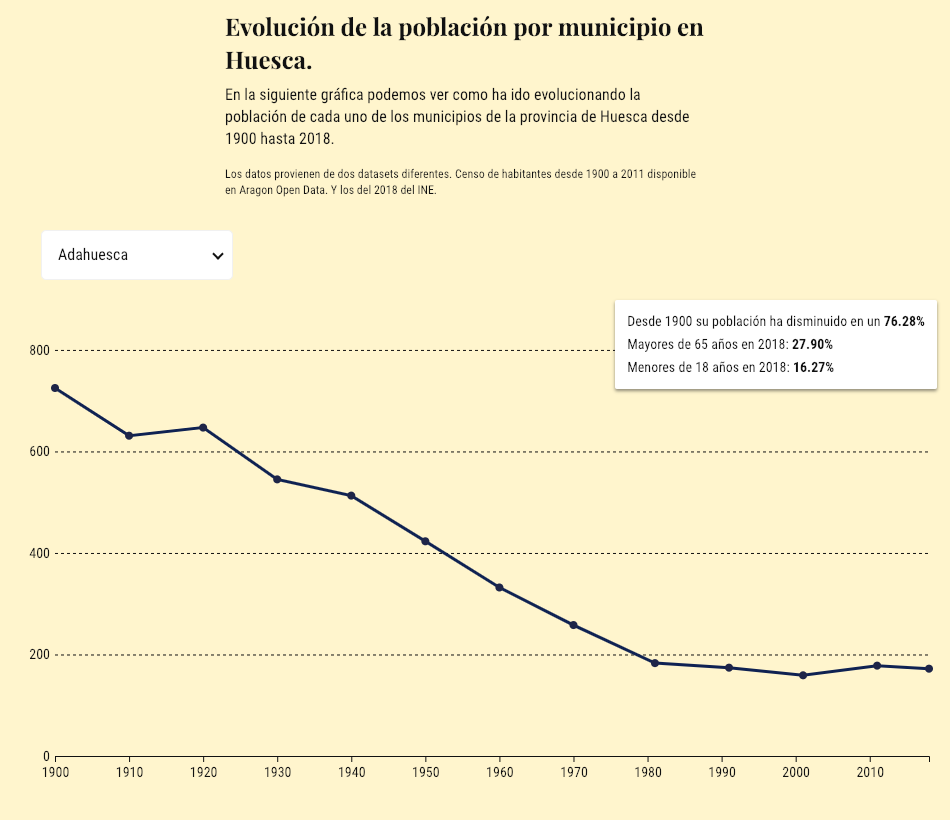 Evolución de la población por municipio en
Huesca.
En la siguiente gráfica podemos ver como ha ido evolucionando la
población de cada uno de los municipios de la provincia de Huesca desde
1900 hasta 2018.
Los datos provienen de dos datasets diferentes. Censo de habitantes desde 1900 a 2011 disponible
en Aragon Open Data. Y los del 2018 del INE.
Adahuesca
Desde 1900 su población ha disminuido en un 76.28%
Mayores de 65 años en 2018: 27.90%
Menores de 18 años en 2018: 16.27%
800
600
400
200
0
1900 1910 1920 1930 1940 1950 1960 1970 1980 1990 2000 2010